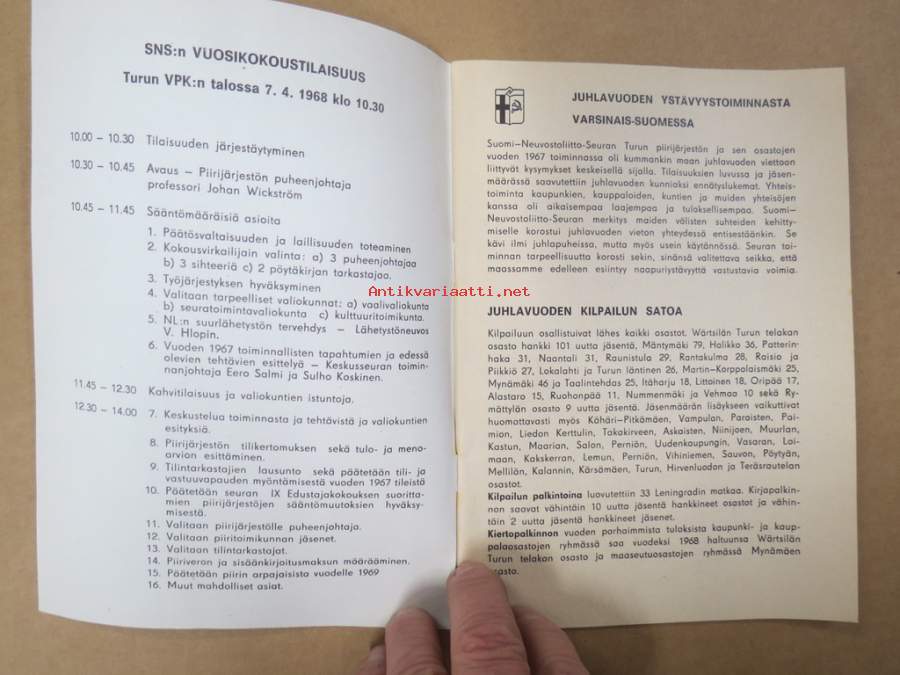 SNS:n VUOSIKOKOUSTILAISUUS
Turun VPK:n talossa 7. 4. 1968 klo 10.30
10.00 – 10.30 Tilaisuuden järjestäytyminen
10.30 – 10.45 Avaus – Piirijärjestön puheenjohtaja
professori Johan Wickström
10.45 – 11.45 Sääntömääräisiä asioita
1. Päätösvaltaisuuden ja laillisuuden toteaminen
2. Kokousvirkailijain valinta: a) 3 puheenjohtajaa
b) 3 sihteeriä c) 2 pöytäkirjan tarkastajaa.
3. Työjärjestyksen hyväksyminen
4. Valitaan tarpeelliset valiokunnat: a) vaalivaliokunta
b) seuratoimintavaliokunta c) kulttuuritoimikunta.
5. NL:n suurlähetystön tervehdys – Lähetystöneuvos
V. Hlopin.
6. Vuoden 1967 toiminnallisten tapahtumien ja edessä
olevien tehtävien esittelyä – Keskusseuran toimin-
nanjohtaja Eero Salmi ja Sulho Koskinen.
11.45 – 12.30 Kahvitilaisuus ja valiokuntien istuntoja.
12.30 – 14.00 7. Keskustelua toiminnasta ja tehtävistä ja valiokuntien
esityksiä.
8. Piirijärjestön tilikertomuksen sekä tulo- ja meno-
arvion esittäminen.
9. Tilintarkastajien lausunto sekä päätetään tili- ja
vastuuvapauden myöntämisestä vuoden 1967 tileistä
10. Päätetään seuran IX Edustajakokouksen suoritta-
mien piirijärjestöjen sääntömuutoksien hyväksy-
misestä.
11. Valitaan piirijärjestölle puheenjohtaja.
12. Valitaan piiritoimikunnan jäsenet.
13. Valitaan tilintarkastajat.
14. Piiriveron ja sisäänkirjoitusmaksun määrääminen.
15. Päätetään piirin arpajaisista vuodelle 1969
16. Muut mahdolliset asiat.
JUHLAVUODEN YSTÄVYYSTOIMINNASTA
VARSINAIS-SUOMESSA
Suomi–Neuvostoliitto-Seuran Turun piirijärjestön ja sen osastojen
vuoden 1967 toiminnassa oli kummankin maan juhlavuoden viettoon
liittyvät kysymykset keskeisellä sijalla. Tilaisuuksien luvussa ja jäsen-
määrässä saavutettiin juhlavuoden kunniaksi ennätyslukemat. Yhteis-
toiminta kaupunkien, kauppaloiden, kuntien ja muiden yhteisöjen
kanssa oli aikaisempaa laajempaa ja tuloksellisempaa. Suomi–
Neuvostoliitto-Seuran merkitys maiden välisten suhteiden kehitty-
miselle korostui juhlavuoden vieton yhteydessä entisestäänkin. Se
kävi ilmi juhlapuheissa, mutta myös usein käytännössä. Seuran toi-
minnan tarpeellisuutta korosti sekin, sinänsä valitettava seikka, että
maassamme edelleen esiintyy naapuriystävyyttä vastustavia voimia.
Antikvariaatti.net
JUHLAVUODEN KILPAILUN SATOA
Kilpailuun osallistuivat lähes kaikki osastot. Wärtsilän Turun telakan
osasto hankki 101 uutta jäsentä, Mäntymäki 79, Halikko 36, Patterin-
haka 31, Naantali 31, Raunistula 29, Rantakulma 28, Raisio ja
Piikkiö 27, Lokalahti ja Turun läntinen 26, Martin–Korppolaismäki 25,
Mynämäki 46 ja Taalintehdas 25, Itäharju 18, Littoinen 18, Oripää 17,
Alastaro 15, Ruohonpää 11, Nummenmäki ja Vehmaa 10 sekä Ry-
mättylän osasto 9 uutta jäsentä. Jäsenmäärän lisäykseen vaikuttivat
huomattavasti myös Kähäri–Pitkämäen, Vampulan, Paraisten, Pai-
mion, Liedon Kerttulin, Takakirveen, Askaisten, Niinijoen, Muurlan,
Kastun, Maarian, Salon, Perniön, Uudenkaupungin, Vasaran, Loi-
maan, Kakskerran, Lemun, Perniön, Vihiniemen, Sauvon, Pöytyän,
Mellilän, Kalannin, Kärsämäen, Turun, Hirvenluodon ja Teräsrautelan
osastot.
Kilpailun palkintoina luovutettiin 33 Leningradin matkaa. Kirjapalkin-
non saavat vähintäin 10 uutta jäsentä hankkineet osastot ja vähin-
täin 2 uutta jäsentä hankkineet jäsenet.
Kiertopalkinnon vuoden parhaimmista tuloksista kaupunki- ja kaup-
palaosastojen ryhmässä saa vuodeksi 1968 haltuunsa Wärtsilän
Turun telakan osasto ja maaseutuosastojen ryhmässä Mynämäen
osasto.